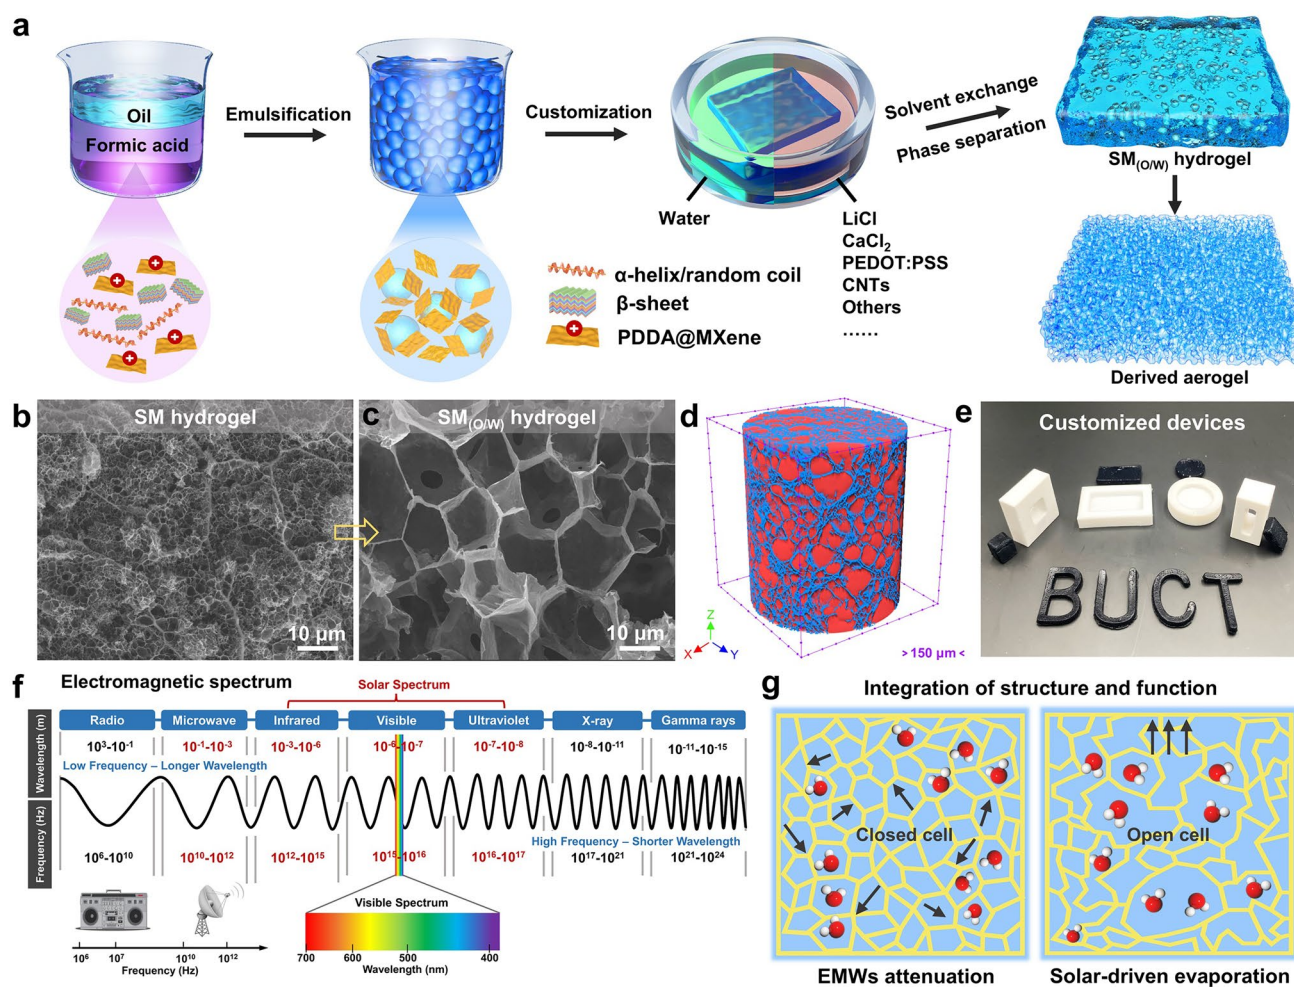 a
Oil
Formic acid
Emulsification
Customization
Water
LiCl
CaCl₂
PEDOT:PSS
CNTs
Others
......
Solvent exchange
Phase separation
SM(O/W) hydrogel
Derived aerogel
α-helix/random coil
β-sheet
PDDA@MXene
b
SM hydrogel
10 μm
c
SM(O/W) hydrogel
10 μm
d
Z
X
Y
>150 μm<
e
Customized devices
BUCT
f
Electromagnetic spectrum
Solar Spectrum
Radio
Microwave
Infrared
Visible
Ultraviolet
X-ray
Gamma rays
Wavelength (m)
10³-10⁻¹
10⁻¹-10⁻³
10⁻³-10⁻⁶
10⁻⁶-10⁻⁷
10⁻⁷-10⁻⁸
10⁻⁸-10⁻¹¹
10⁻¹¹-10⁻¹⁵
Low Frequency – Longer Wavelength
High Frequency – Shorter Wavelength
Frequency (Hz)
10⁶-10¹⁰
10¹⁰-10¹²
10¹²-10¹⁵
10¹⁵-10¹⁶
10¹⁶-10¹⁷
10¹⁷-10²¹
10²¹-10²⁴
10⁶
10⁷
10¹⁰
10¹²
Frequency (Hz)
Visible Spectrum
700
600
500
400
Wavelength (nm)
g
Integration of structure and function
Closed cell
Open cell
EMWs attenuation
Solar-driven evaporation